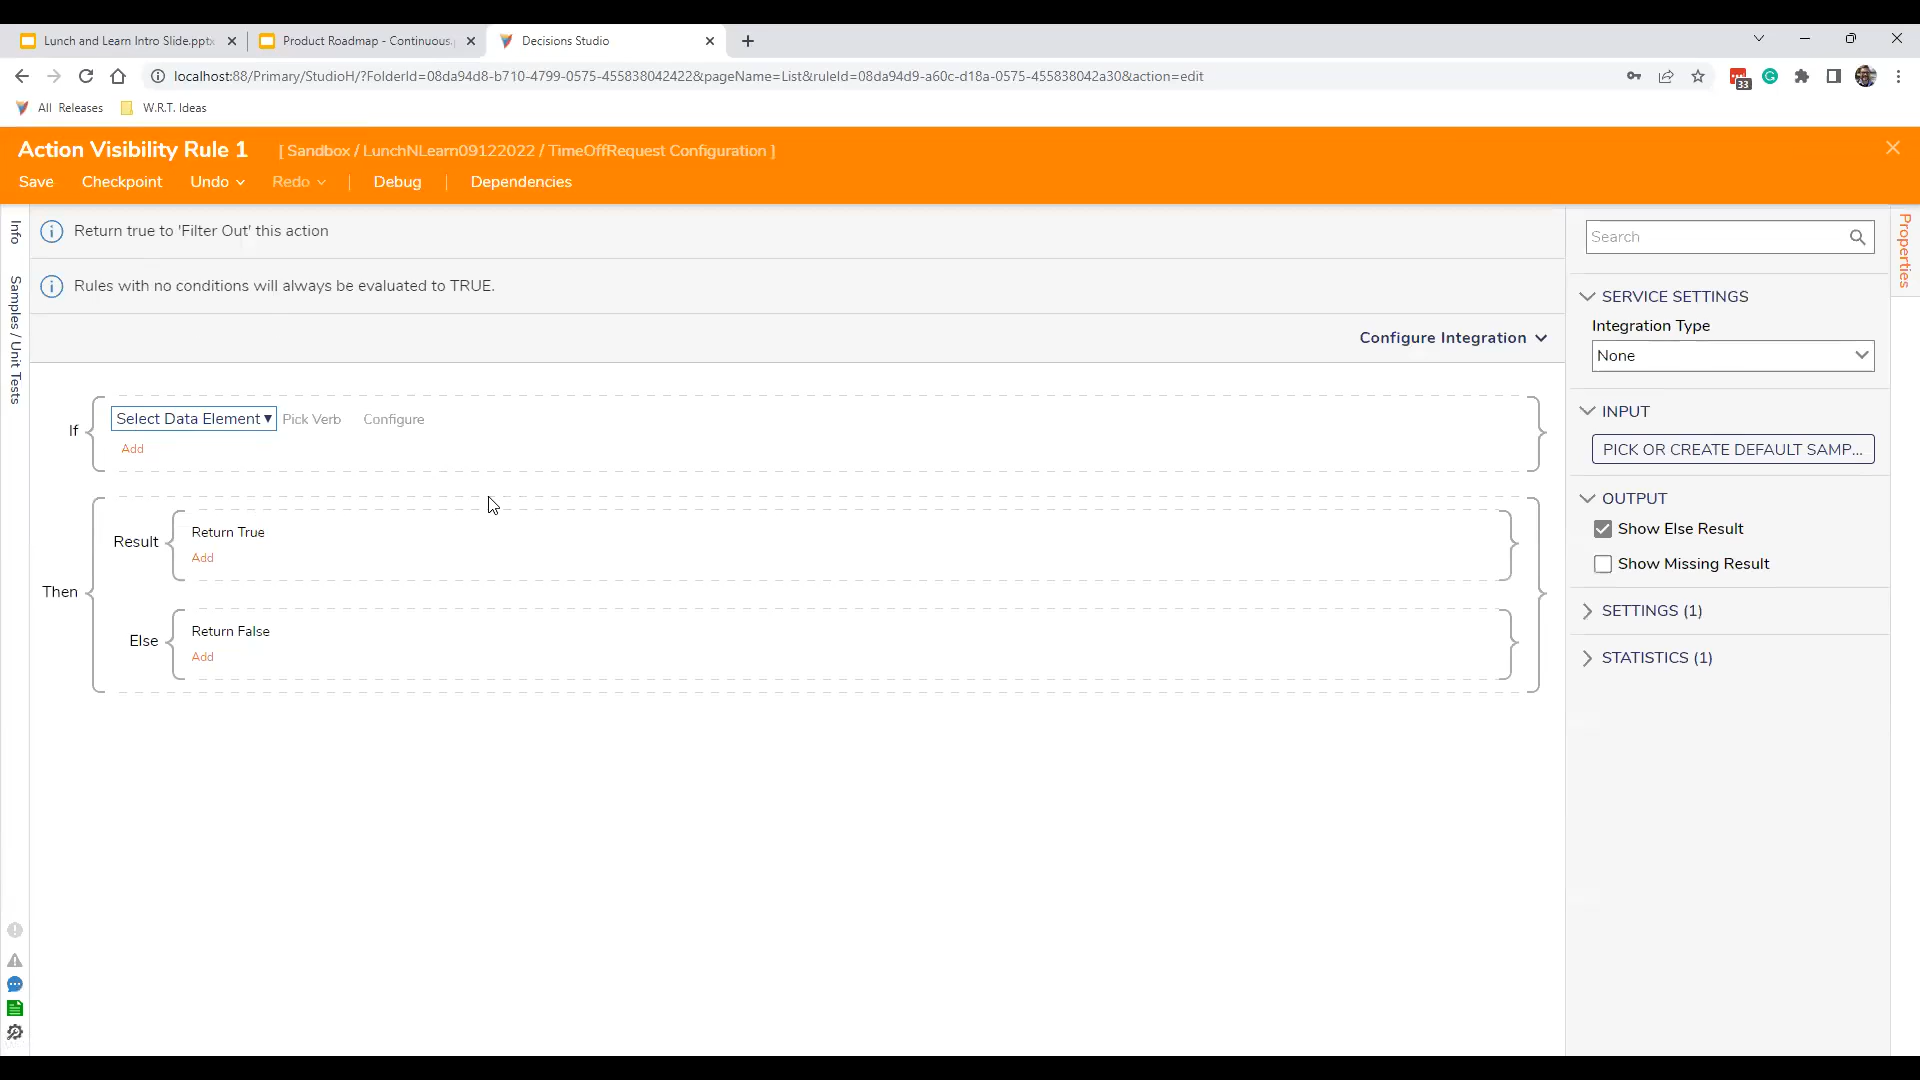 Lunch and Learn Intro Slide.pptx
Product Roadmap - Continuous.
Decisions Studio
localhost:88/Primary/StudioH/?FolderId=08da94d8-b710-4799-0575-455838042422&pageName=List&ruleId=08da94d9-a60c-d18a-0575-455838042a30&action=edit
33
All Releases
W.R.T. Ideas
Action Visibility Rule 1
[ Sandbox / LunchNLearn09122022 / TimeOffRequest Configuration ]
Save
Checkpoint
Undo
Redo
Debug
Dependencies
Info
Samples / Unit Tests
Return true to 'Filter Out' this action
Rules with no conditions will always be evaluated to TRUE.
Configure Integration
If
Select Data Element
Pick Verb
Configure
Add
Then
Result
Return True
Add
Else
Return False
Add
Search
Properties
SERVICE SETTINGS
Integration Type
None
INPUT
PICK OR CREATE DEFAULT SAMP...
OUTPUT
Show Else Result
Show Missing Result
SETTINGS (1)
STATISTICS (1)